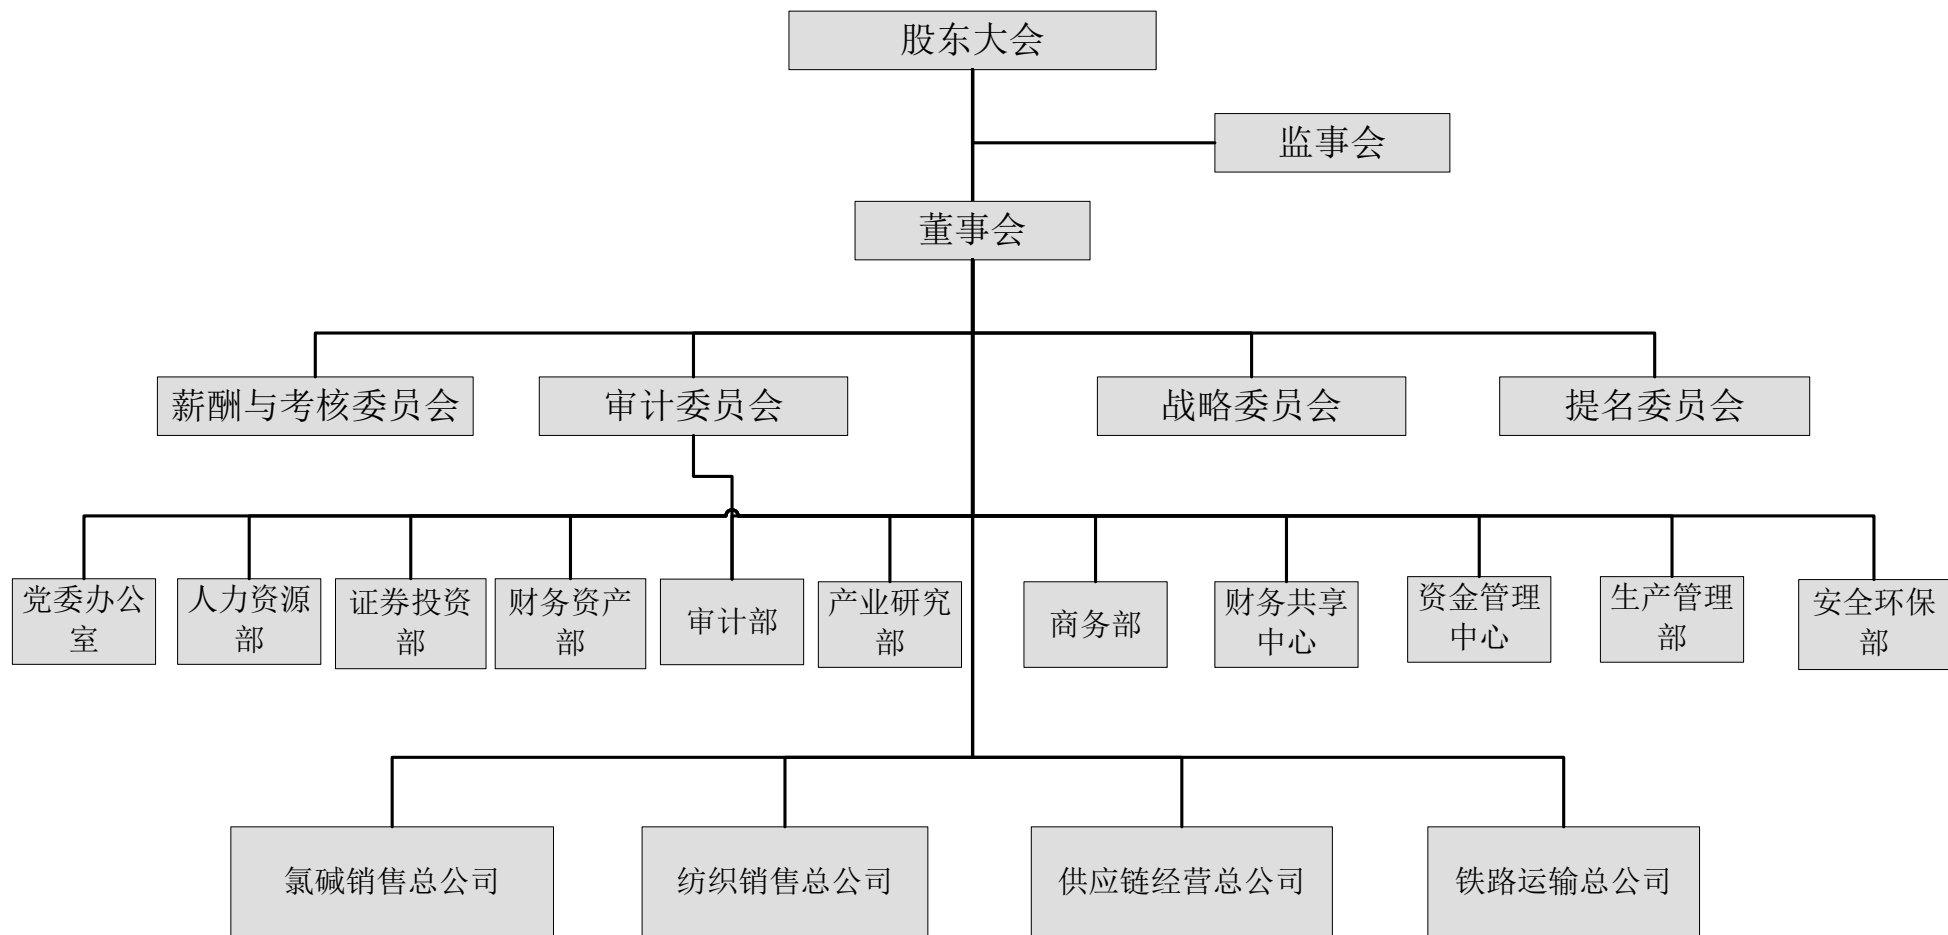 股东大会
监事会
董事会
薪酬与考核委员会
审计委员会
战略委员会
提名委员会
党委办公
室
人力资源
部
证券投资
部
财务资产
部
审计部
产业研究
部
商务部
财务共享
中心
资金管理
中心
生产管理
部
安全环保
部
氯碱销售总公司
纺织销售总公司
供应链经营总公司
铁路运输总公司